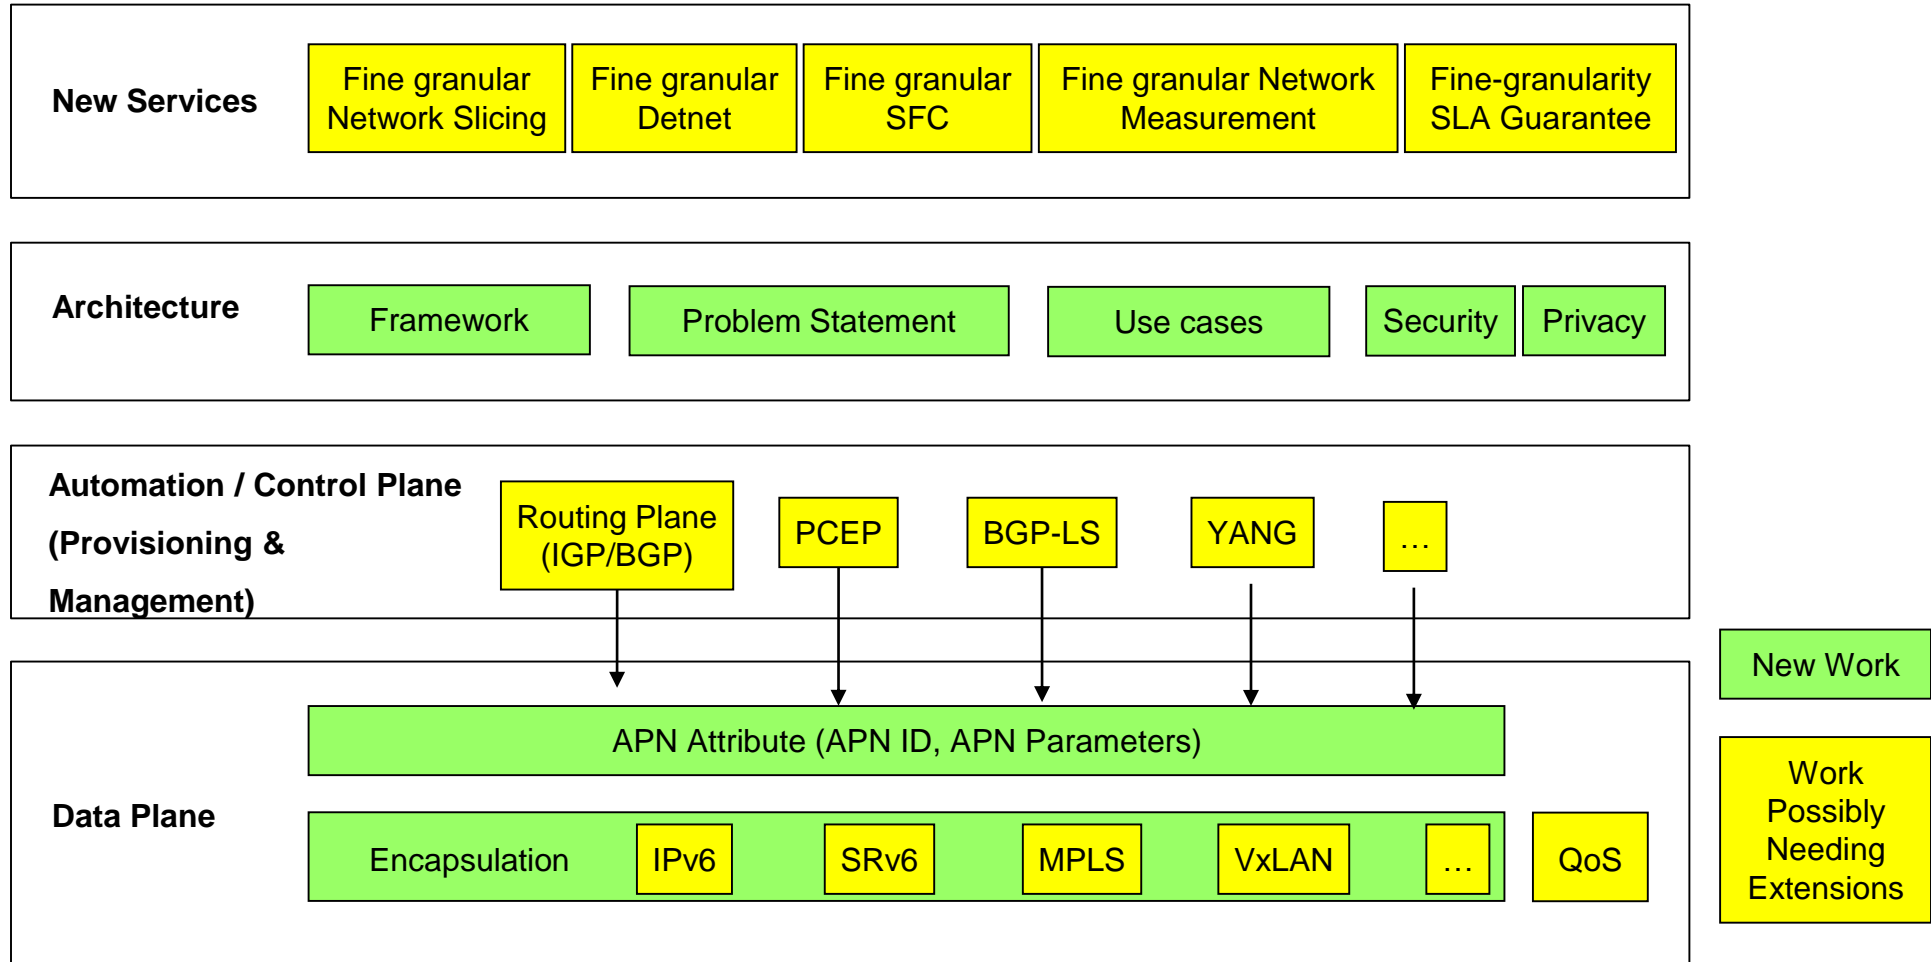 New Services
Fine granular
Network Slicing
Fine granular
Detnet
Fine granular
SFC
Fine granular Network
Measurement
Fine-granularity
SLA Guarantee
Architecture
Framework
Problem Statement
Use cases
Security
Privacy
Automation / Control Plane
(Provisioning &
Management)
Routing Plane
(IGP/BGP)
PCEP
BGP-LS
YANG
…
Data Plane
APN Attribute (APN ID, APN Parameters)
Encapsulation
IPv6
SRv6
MPLS
VxLAN
…
QoS
New Work
Work
Possibly
Needing
Extensions